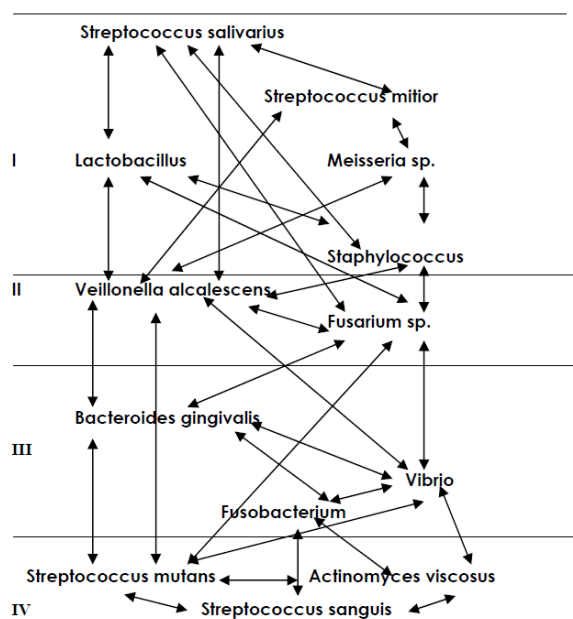 Streptococcus salivarius
Streptococcus mitior
I Lactobacillus Meisseria sp.
Staphylococcus
II Veillonella alcalescens
Fusarium sp.
Bacteroides gingivalis
III
Vibrio
Fusobacterium
Streptococcus mutans Actinomyces viscosus
IV Streptococcus sanguis